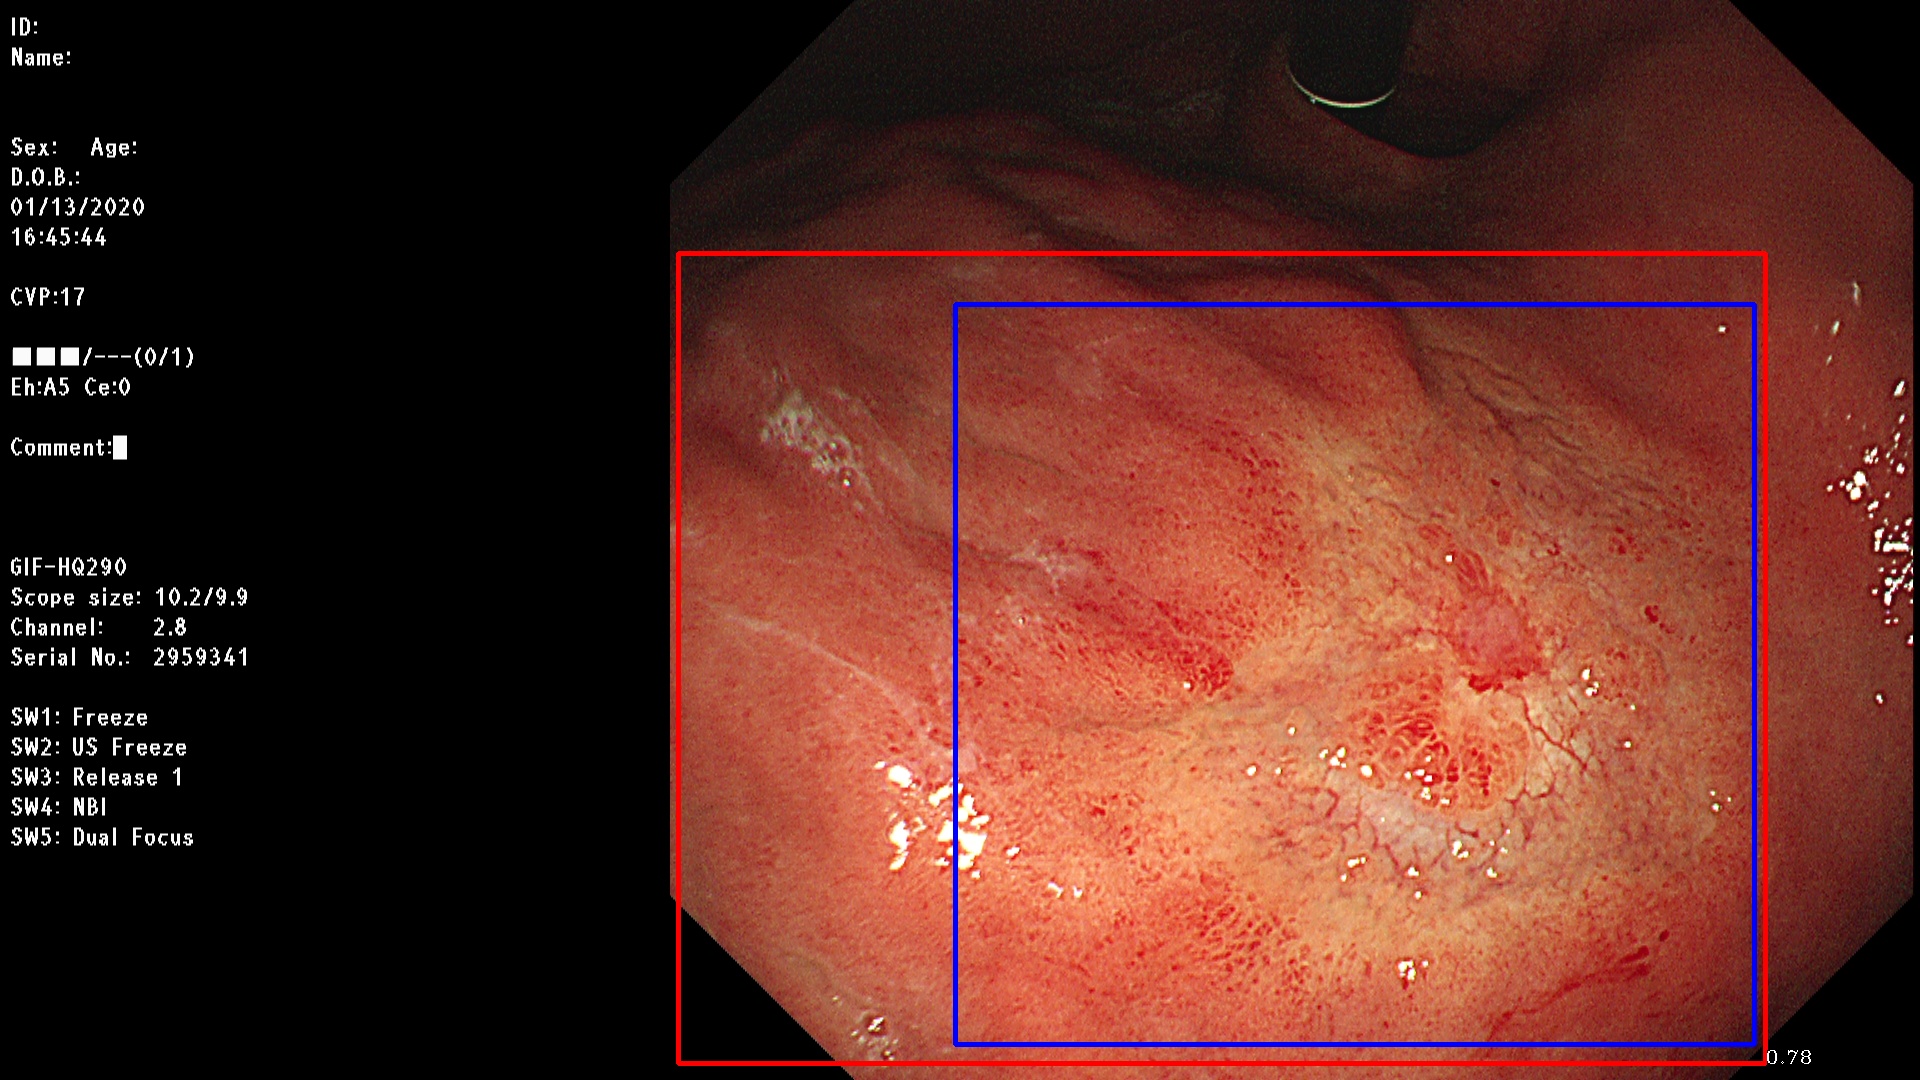 ID:
Name:
Sex: Age:
D.O.B.:
01/13/2020
16:45:44
CVP:17
■■■/---(0/1)
Eh:A5 Ce:0
Comment:
GIF-HQ290
Scope size: 10.2/9.9
Channel: 2.8
Serial No.: 2959341
SW1: Freeze
SW2: US Freeze
SW3: Release 1
SW4: NBI
SW5: Dual Focus
0.78